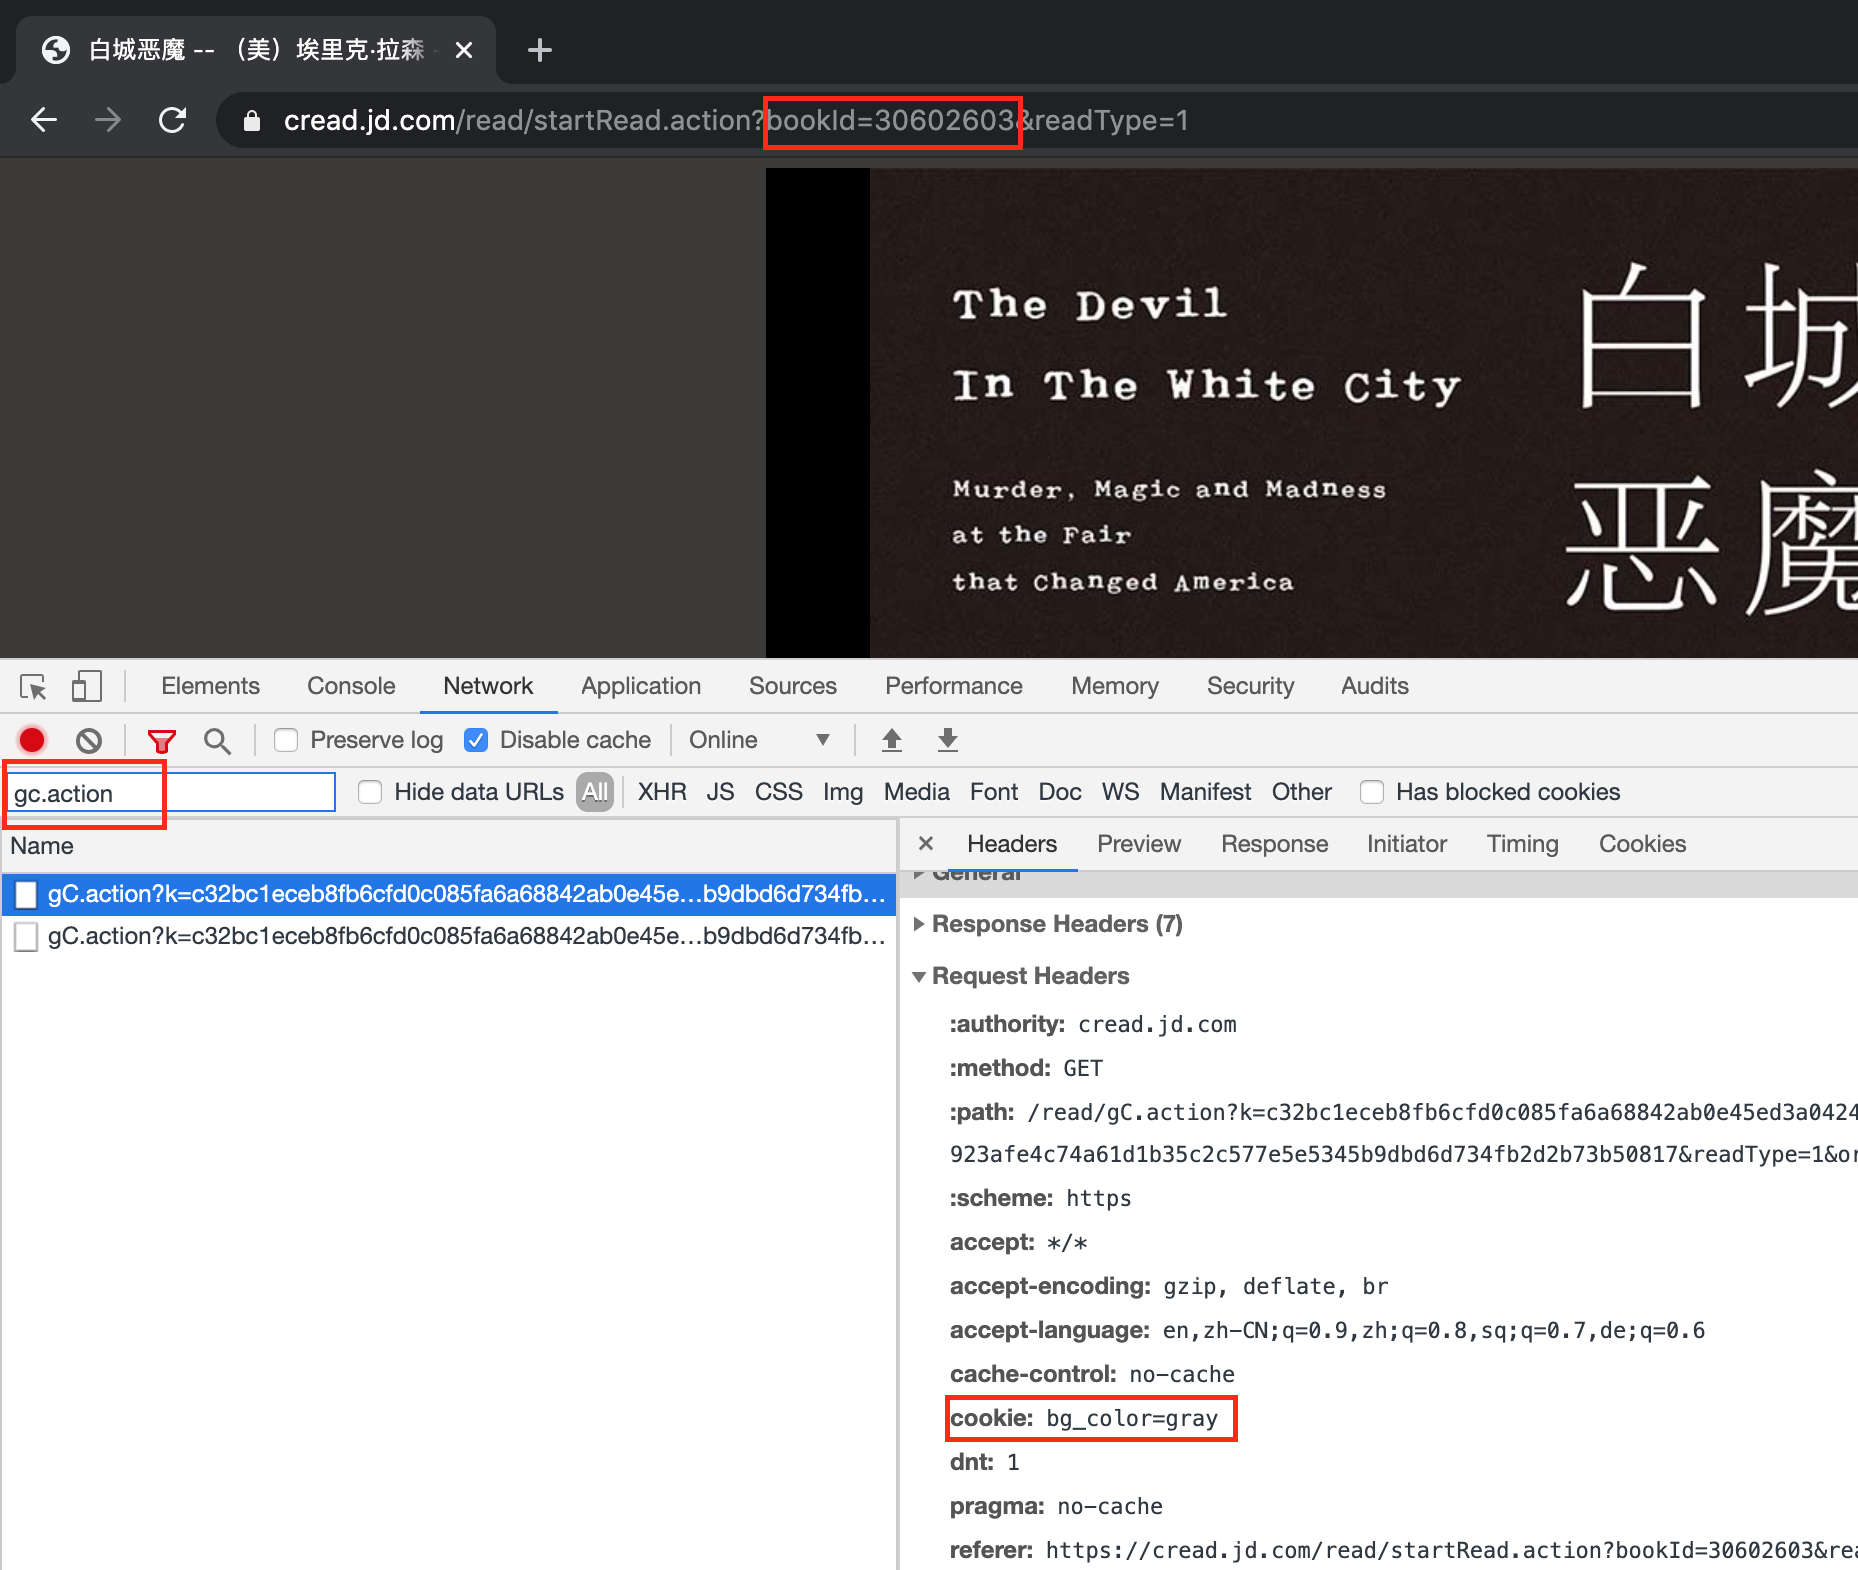 白城恶魔 -- （美）埃里克·拉森 -
cread.jd.com/read/startRead.action?bookId=30602603&readType=1
The Devil
In The White City
Murder, Magic and Madness
at the Fair
that Changed America
白城
恶魔
Elements Console Network Application Sources Performance Memory Security Audits
Preserve log Disable cache Online
gc.action Hide data URLs All XHR JS CSS Img Media Font Doc WS Manifest Other Has blocked cookies
Name
gC.action?k=c32bc1eceb8fb6cfd0c085fa6a68842ab0e45e...b9dbd6d734fb...
gC.action?k=c32bc1eceb8fb6cfd0c085fa6a68842ab0e45e...b9dbd6d734fb...
Headers Preview Response Initiator Timing Cookies
General
Response Headers (7)
Request Headers
:authority: cread.jd.com
:method: GET
:path: /read/gC.action?k=c32bc1eceb8fb6cfd0c085fa6a68842ab0e45ed3a0424
923afe4c74a61d1b35c2c577e5e5345b9dbd6d734fb2d2b73b50817&readType=1&or
:scheme: https
accept: */*
accept-encoding: gzip, deflate, br
accept-language: en,zh-CN;q=0.9,zh;q=0.8,sq;q=0.7,de;q=0.6
cache-control: no-cache
cookie: bg_color=gray
dnt: 1
pragma: no-cache
referer: https://cread.jd.com/read/startRead.action?bookId=30602603&rea